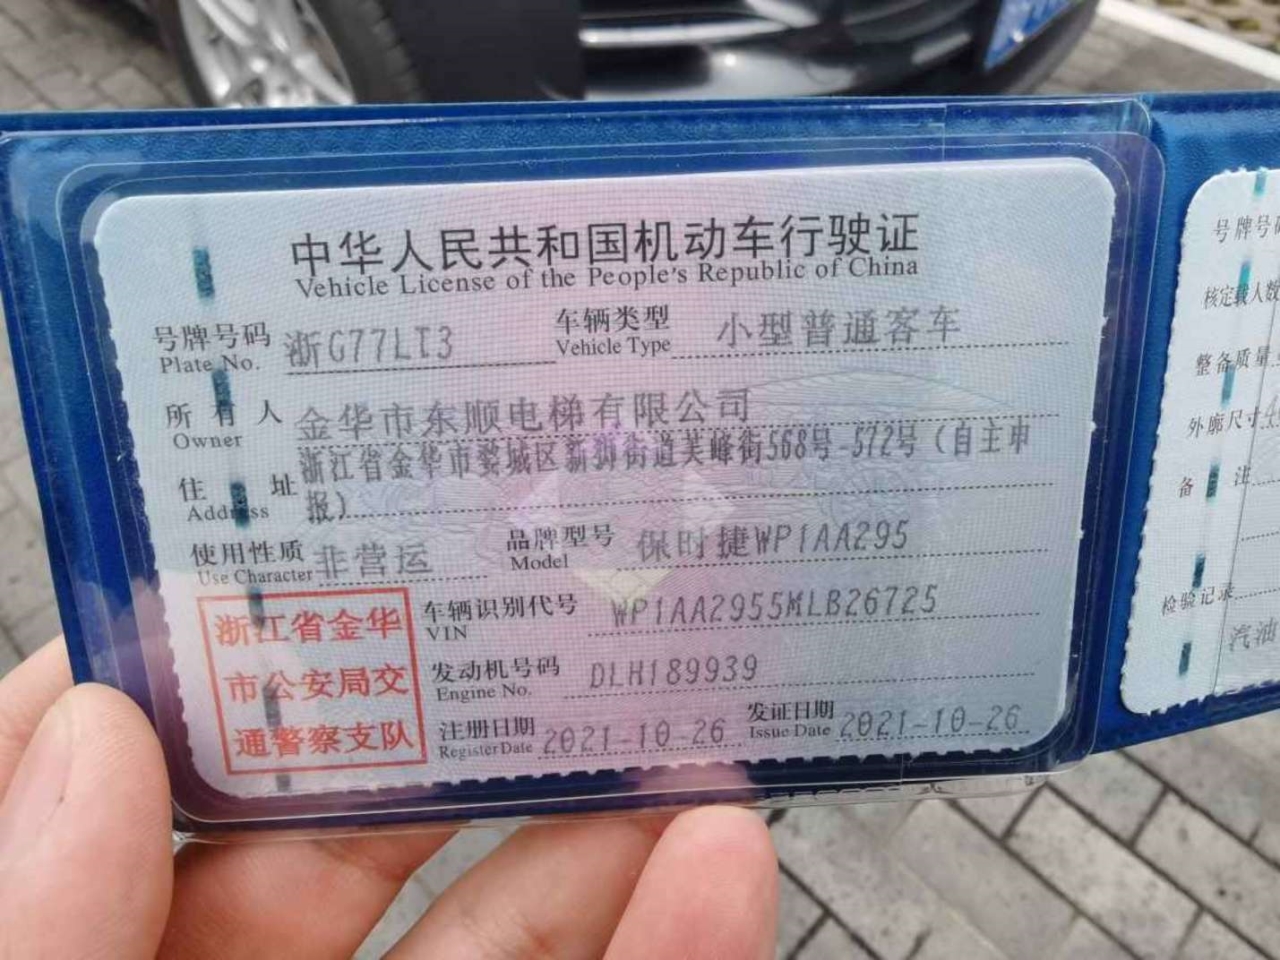 中华人民共和国机动车行驶证
Vehicle License of the People's Republic of China
号牌号码 浙G77LT3 车辆类型 小型普通客车
Plate No. Vehicle Type
所有人 金华市东顺电梯有限公司
Owner
浙江省金华市婺城区新狮街道芙峰街568号-572号（自主申
住址 报）
Address
使用性质 非营运 品牌型号 保时捷WP1AA295
Use Character Model
浙江省金华
市公安局交
通警察支队
车辆识别代号 WP1AA2955MLB26725
VIN
发动机号码 DLH189939
Engine No.
注册日期 2021-10-26 发证日期 2021-10-26
Register Date Issue Date
号牌号码
核定载人数
整备质量
外廓尺寸
备注
检验记录
汽油